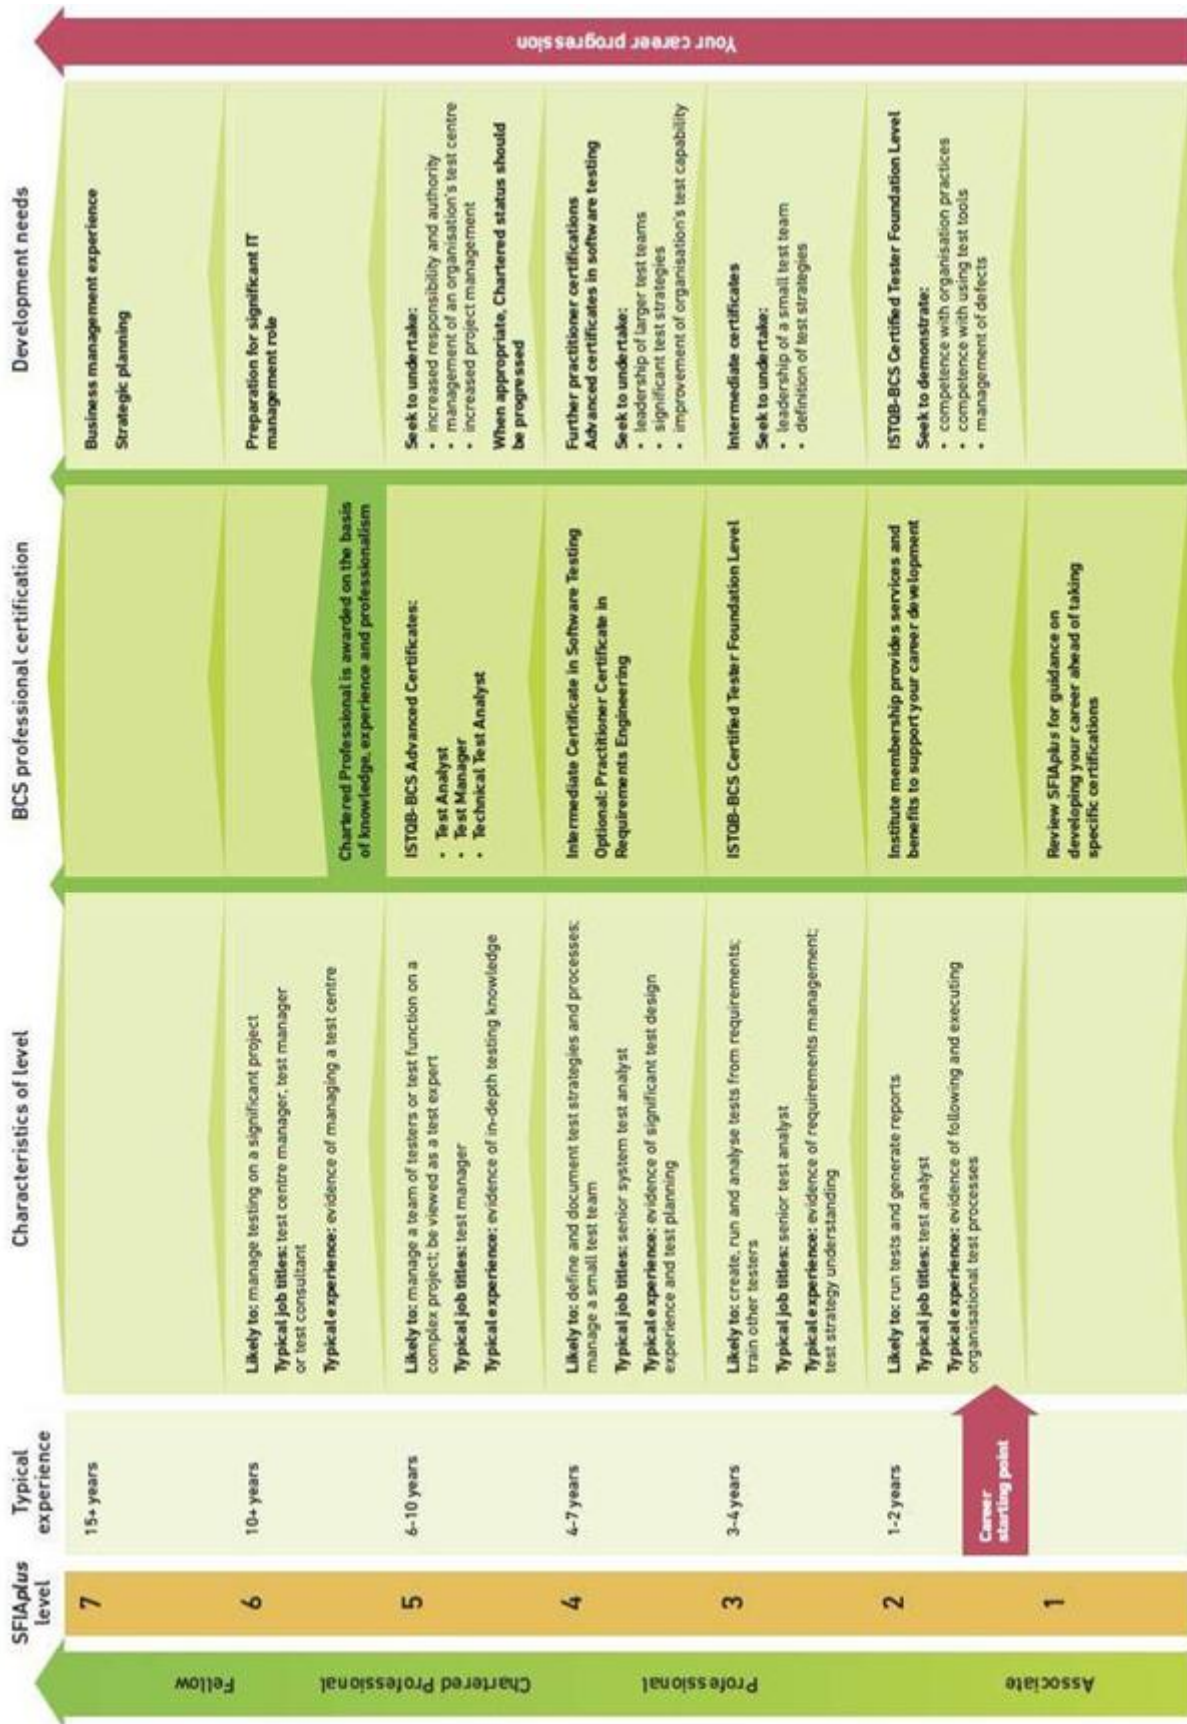 SFIAplus
level
Typical
experience
Characteristics of level
BCS professional certification
Development needs
Fellow
Chartered Professional
Professional
Associate
7
15+ years
Business management experience
Strategic planning
6
10+ years
Likely to: manage testing on a significant project
Typical job titles: test centre manager, test manager
or test consultant
Typical experience: evidence of managing a test centre
Preparation for significant IT
management role
Chartered Professional is awarded on the basis
of knowledge, experience and professionalism
5
6-10 years
Likely to: manage a team of testers or test function on a
complex project; be viewed as a test expert
Typical job titles: test manager
Typical experience: evidence of in-depth testing knowledge
ISTQB-BCS Advanced Certificates:
• Test Analyst
• Test Manager
• Technical Test Analyst
Seek to undertake:
• increased responsibility and authority
• management of an organisation's test centre
• increased project management
When appropriate, Chartered status should
be progressed
4
4-7 years
Likely to: define and document test strategies and processes;
manage a small test team
Typical job titles: senior system test analyst
Typical experience: evidence of significant test design
experience and test planning
Intermediate Certificate in Software Testing
Optional: Practitioner Certificate in
Requirements Engineering
Further practitioner certifications
Advanced certificates in software testing
Seek to undertake:
• leadership of larger test teams
• significant test strategies
• improvement of organisation's test capability
3
3-4 years
Likely to: create, run and analyse tests from requirements;
train other testers
Typical job titles: senior test analyst
Typical experience: evidence of requirements management;
test strategy understanding
ISTQB-BCS Certified Tester Foundation Level
Intermediate certificates
Seek to undertake:
• leadership of a small test team
• definition of test strategies
2
1-2 years
Likely to: run tests and generate reports
Typical job titles: test analyst
Typical experience: evidence of following and executing
organisational test processes
Institute membership provides services and
benefits to support your career development
ISTQB-BCS Certified Tester Foundation Level
Seek to demonstrate:
• competence with organisation practices
• competence with using test tools
• management of defects
Career
starting point
1
Review SFIAplus for guidance on
developing your career ahead of taking
specific certifications
Your career progression